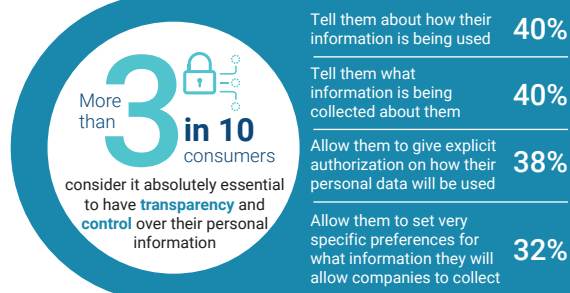 More
than
3
in 10
consumers
consider it absolutely essential
to have transparency and
control over their personal
information
Tell them about how their
information is being used
40%
Tell them what
information is being
collected about them
40%
Allow them to give explicit
authorization on how their
personal data will be used
38%
Allow them to set very
specific preferences for
what information they will
allow companies to collect
32%